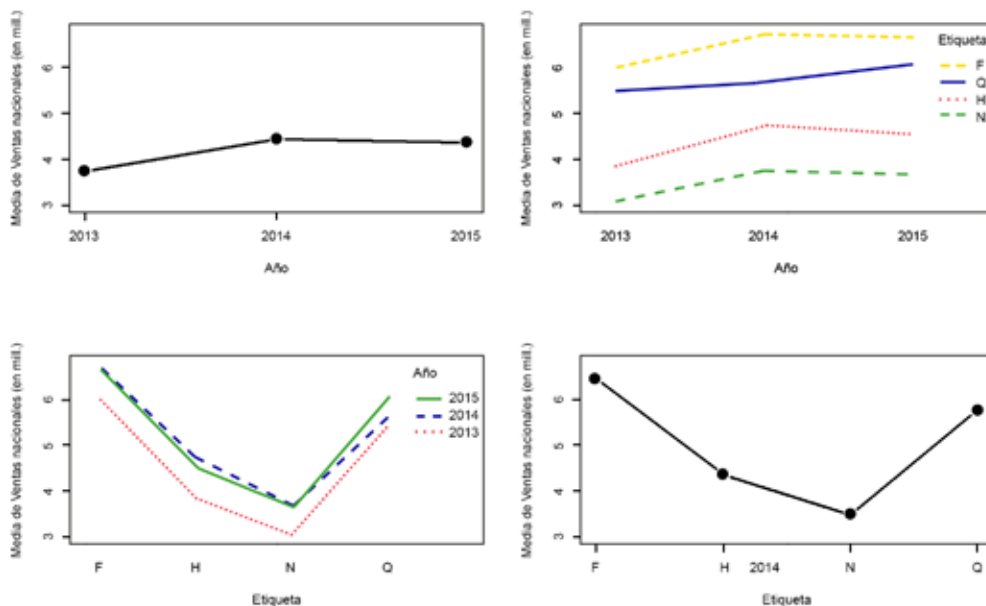 Media de Ventas nacionales (en mill.)
6
5
4
3
2013 2014 2015
Año
Media de Ventas nacionales (en mill.)
6
5
4
3
2013 2014 2015
Año
Etiqueta
F
Q
H
N
Media de Ventas nacionales (en mill.)
6
5
4
3
F H N Q
Etiqueta
Año
2015
2014
2013
Media de Ventas nacionales (en mill.)
6
5
4
3
F H 2014 N Q
Etiqueta